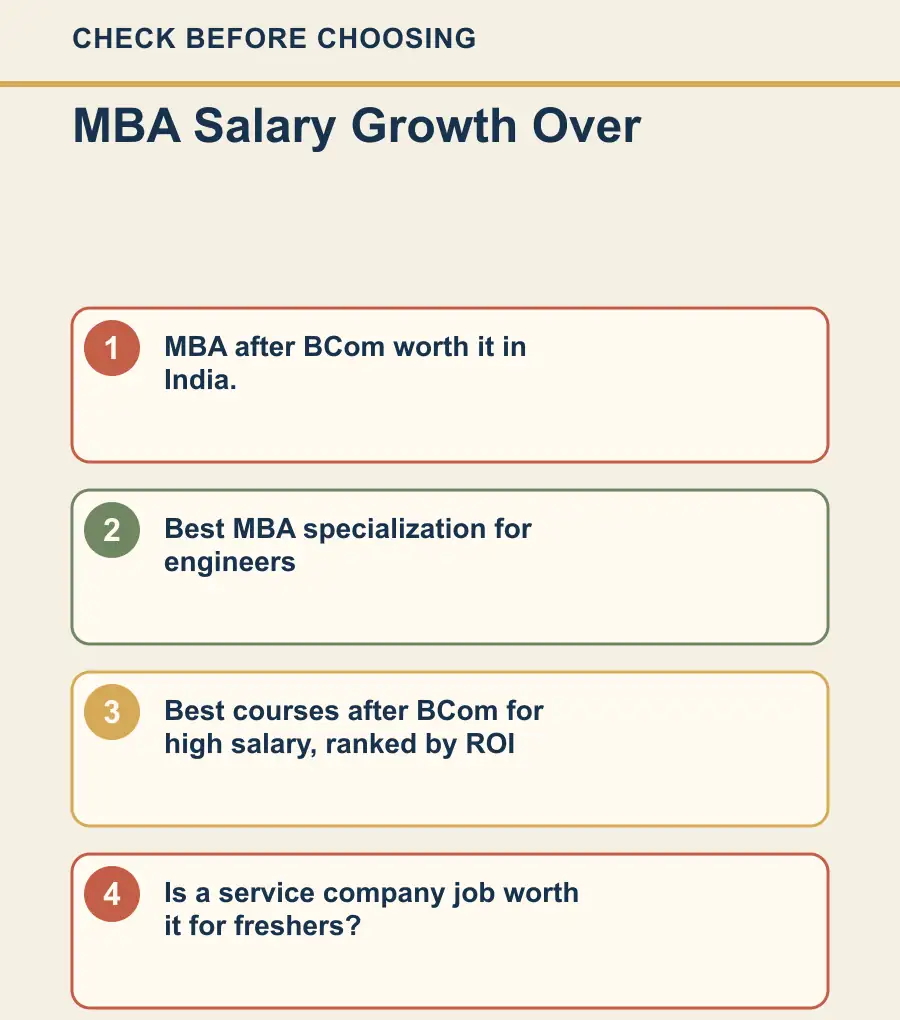 CHECK BEFORE CHOOSING
MBA Salary Growth Over
1
MBA after BCom worth it in
India.
2
Best MBA specialization for
engineers
3
Best courses after BCom for
high salary, ranked by ROI
4
Is a service company job worth
it for freshers?